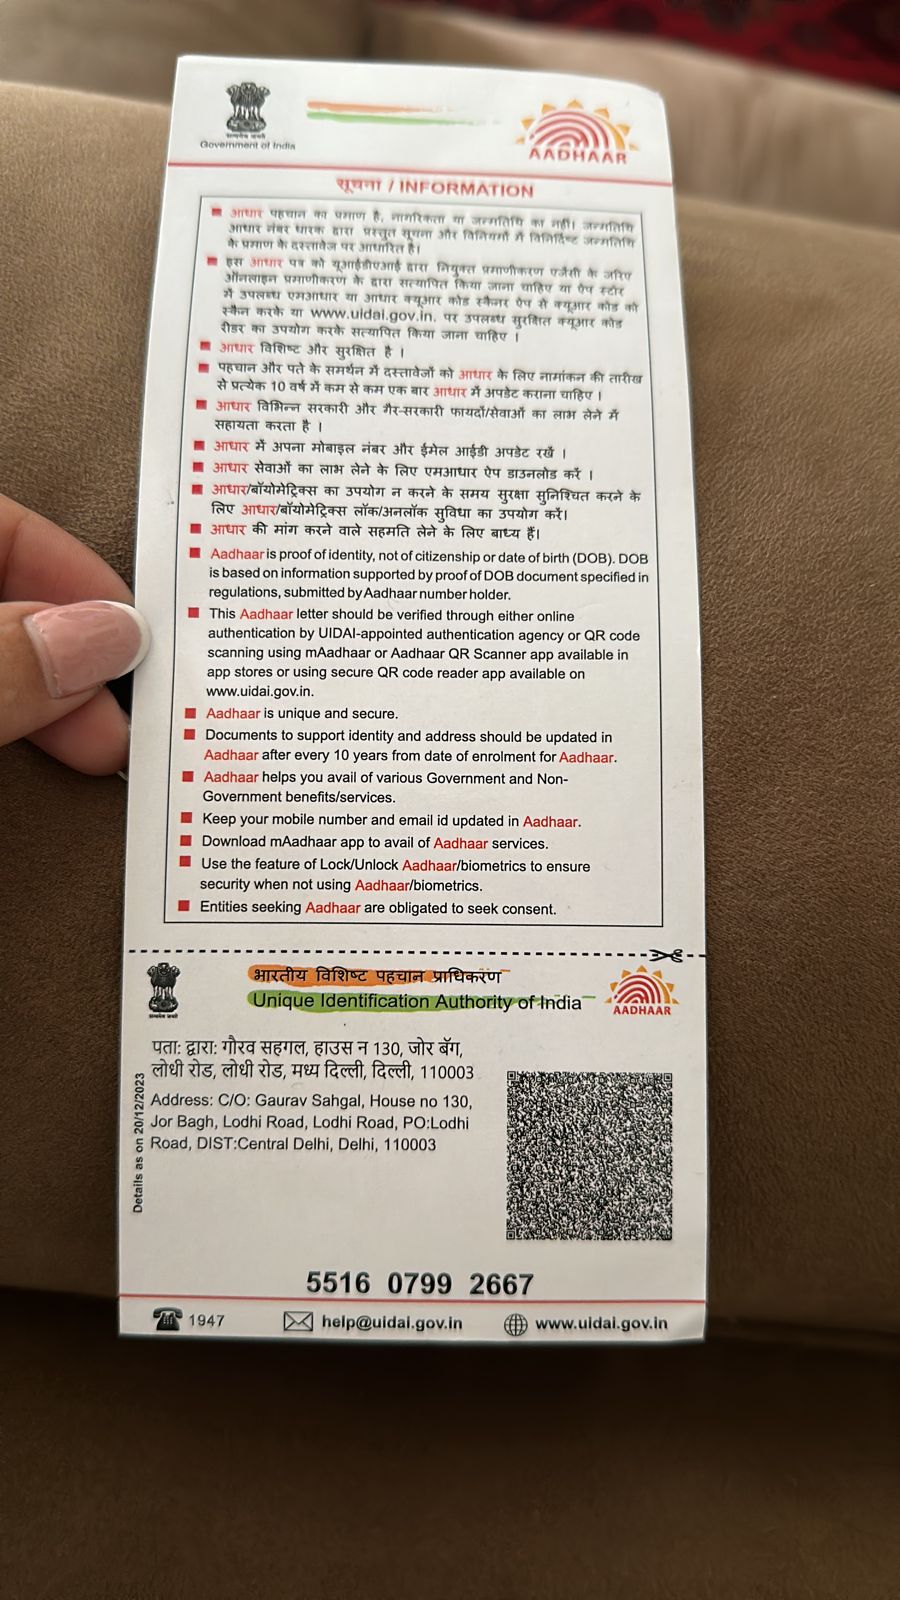 सत्यमेव जयते
Government of India
AADHAAR
सूचना / INFORMATION
■ आधार पहचान का प्रमाण है, नागरिकता या जन्मतिथि का नहीं। जन्मतिथि
आधार नंबर धारक द्वारा प्रस्तुत सूचना और विनियमों में विनिर्दिष्ट जन्मतिथि
के प्रमाण के दस्तावेज पर आधारित है।
■ इस आधार पत्र को यूआईडीएआई द्वारा नियुक्त प्रमाणीकरण एजेंसी के जरिए
ऑनलाइन प्रमाणीकरण के द्वारा सत्यापित किया जाना चाहिए या ऐप स्टोर
में उपलब्ध एमआधार या आधार क्यूआर कोड स्कैनर ऐप से क्यूआर कोड को
स्कैन करके या www.uidai.gov.in. पर उपलब्ध सुरक्षित क्यूआर कोड
रीडर का उपयोग करके सत्यापित किया जाना चाहिए ।
■ आधार विशिष्ट और सुरक्षित है ।
■ पहचान और पते के समर्थन में दस्तावेजों को आधार के लिए नामांकन की तारीख
से प्रत्येक 10 वर्ष में कम से कम एक बार आधार में अपडेट कराना चाहिए ।
■ आधार विभिन्न सरकारी और गैर-सरकारी फायदों/सेवाओं का लाभ लेने में
सहायता करता है ।
■ आधार में अपना मोबाइल नंबर और ईमेल आईडी अपडेट रखें ।
■ आधार सेवाओं का लाभ लेने के लिए एमआधार ऐप डाउनलोड करें ।
■ आधार/बॉयोमेट्रिक्स का उपयोग न करने के समय सुरक्षा सुनिश्चित करने के
लिए आधार/बॉयोमेट्रिक्स लॉक/अनलॉक सुविधा का उपयोग करें।
■ आधार की मांग करने वाले सहमति लेने के लिए बाध्य हैं।
■ Aadhaar is proof of identity, not of citizenship or date of birth (DOB). DOB
is based on information supported by proof of DOB document specified in
regulations, submitted by Aadhaar number holder.
■ This Aadhaar letter should be verified through either online
authentication by UIDAI-appointed authentication agency or QR code
scanning using mAadhaar or Aadhaar QR Scanner app available in
app stores or using secure QR code reader app available on
www.uidai.gov.in.
■ Aadhaar is unique and secure.
■ Documents to support identity and address should be updated in
Aadhaar after every 10 years from date of enrolment for Aadhaar.
■ Aadhaar helps you avail of various Government and Non-
Government benefits/services.
■ Keep your mobile number and email id updated in Aadhaar.
■ Download mAadhaar app to avail of Aadhaar services.
■ Use the feature of Lock/Unlock Aadhaar/biometrics to ensure
security when not using Aadhaar/biometrics.
■ Entities seeking Aadhaar are obligated to seek consent.
भारतीय विशिष्ट पहचान प्राधिकरण
Unique Identification Authority of India
AADHAAR
Details as on 20/12/2023
पता: द्वारा: गौरव सहगल, हाउस न 130, जोर बॅग,
लोधी रोड, लोधी रोड, मध्य दिल्ली, दिल्ली, 110003
Address: C/O: Gaurav Sahgal, House no 130,
Jor Bagh, Lodhi Road, Lodhi Road, PO:Lodhi
Road, DIST:Central Delhi, Delhi, 110003
5516 0799 2667
1947
help@uidai.gov.in
www.uidai.gov.in